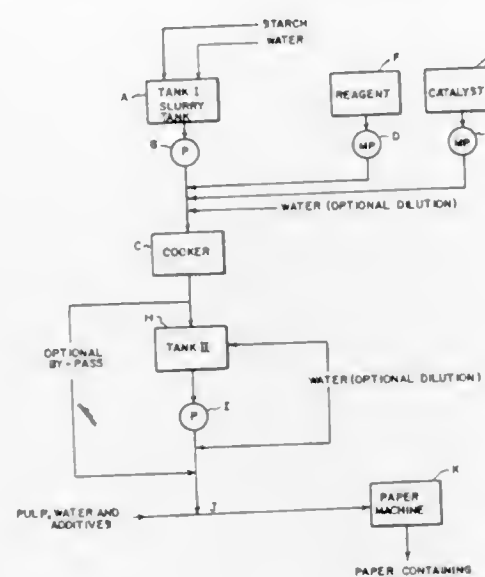 STARCH
WATER
A
TANK I
SLURRY
TANK
F
REAGENT
CATALYST
B
P
MP
D
MP
WATER (OPTIONAL DILUTION)
C
COOKER
H
TANK II
OPTIONAL
BY-PASS
WATER (OPTIONAL DILUTION)
P
I
K
PAPER
MACHINE
PULP, WATER AND
ADDITIVES
J
PAPER CONTAINING